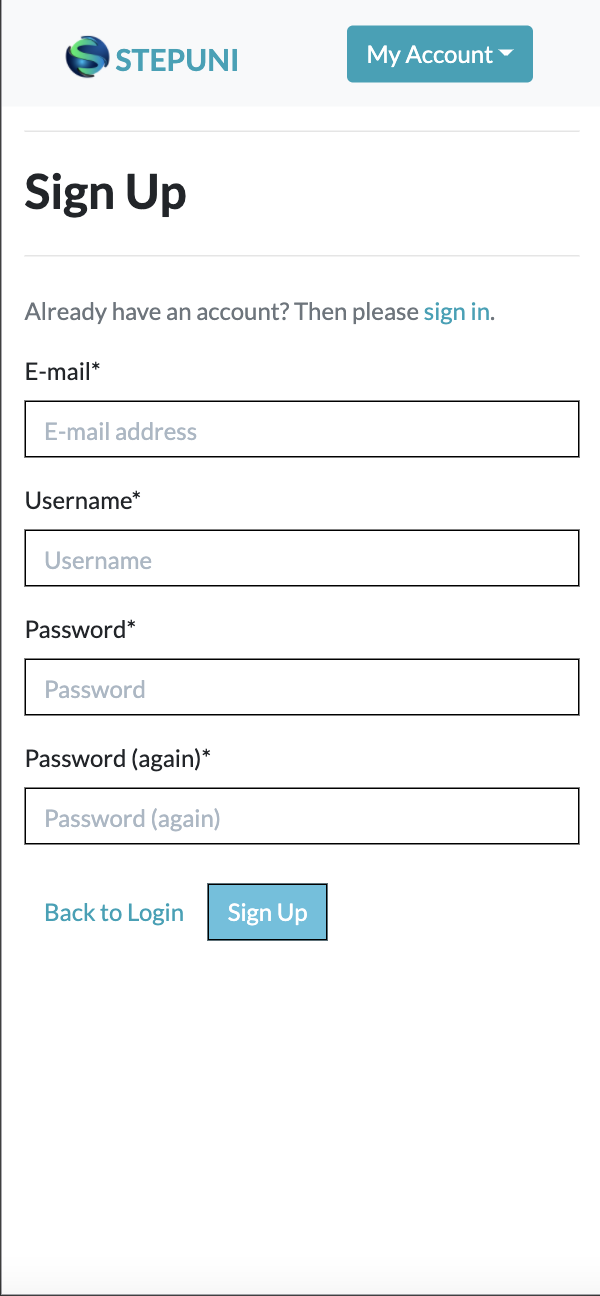 STEPUNI
My Account
Sign Up
Already have an account? Then please sign in.
E-mail*
E-mail address
Username*
Username
Password*
Password
Password (again)*
Password (again)
Back to Login
Sign Up